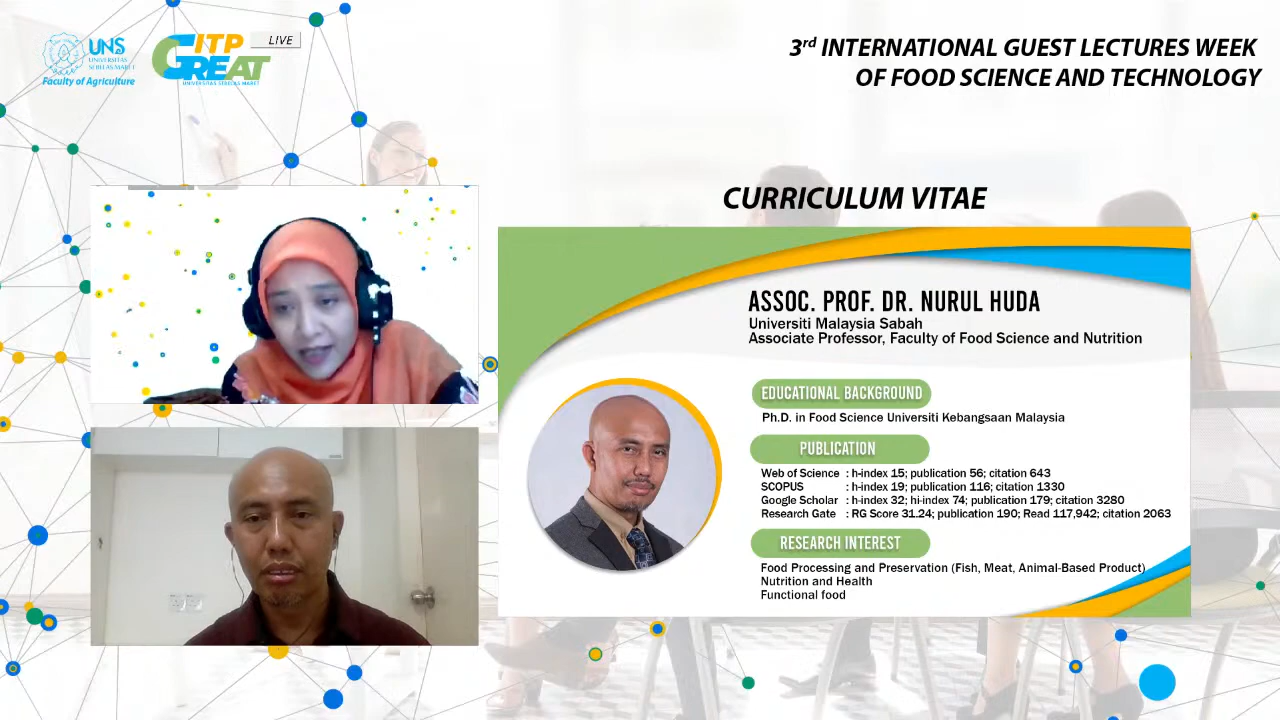 UNS
UNIVERSITAS
SEBELAS MARET
Faculty of Agriculture
ITP
GREAT
UNIVERSITAS SEBELAS MARET
LIVE
3rd INTERNATIONAL GUEST LECTURES WEEK
OF FOOD SCIENCE AND TECHNOLOGY
CURRICULUM VITAE
ASSOC. PROF. DR. NURUL HUDA
Universiti Malaysia Sabah
Associate Professor, Faculty of Food Science and Nutrition
EDUCATIONAL BACKGROUND
Ph.D. in Food Science Universiti Kebangsaan Malaysia
PUBLICATION
Web of Science : h-index 15; publication 56; citation 643
SCOPUS : h-index 19; publication 116; citation 1330
Google Scholar : h-index 32; hi-index 74; publication 179; citation 3280
Research Gate : RG Score 31.24; publication 190; Read 117,942; citation 2063
RESEARCH INTEREST
Food Processing and Preservation (Fish, Meat, Animal-Based Product)
Nutrition and Health
Functional food